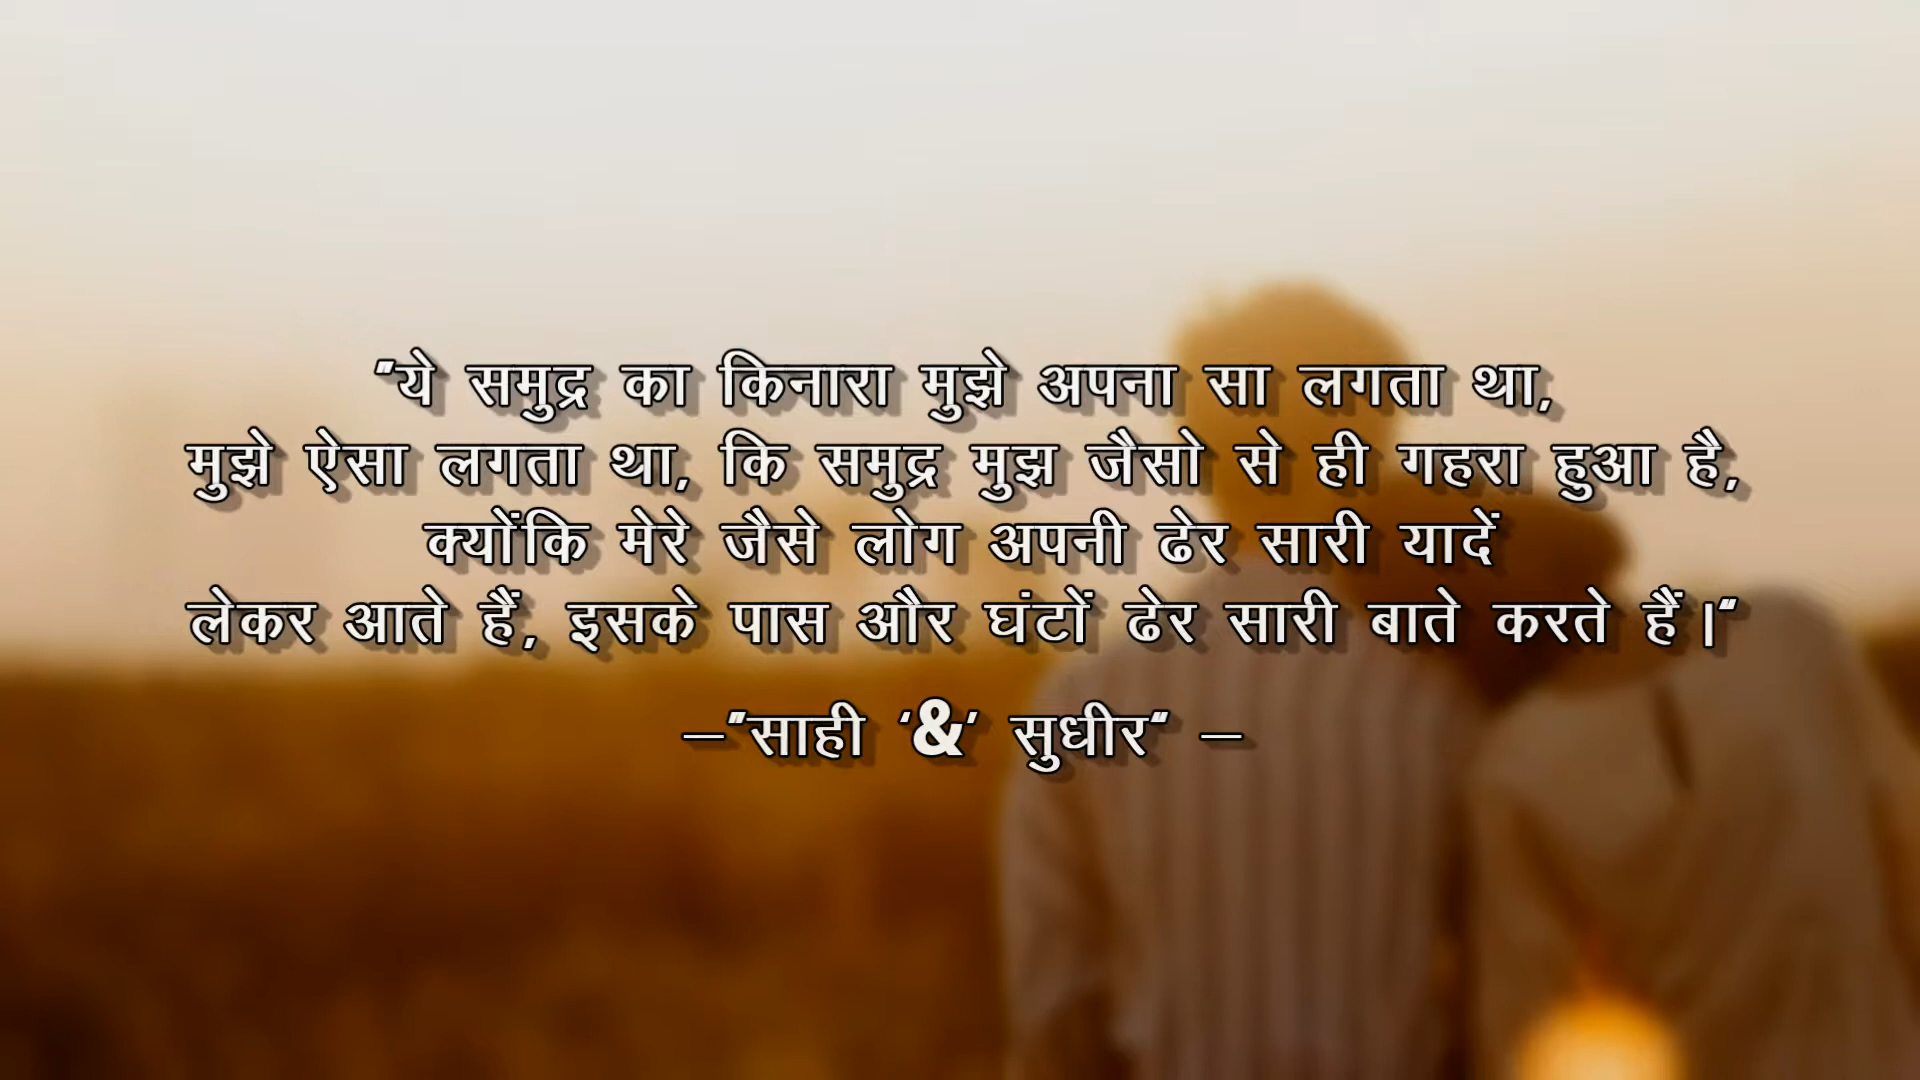 "ये समुद्र का किनारा मुझे अपना सा लगता था,
मुझे ऐसा लगता था, कि समुद्र मुझ जैसो से ही गहरा हुआ है,
क्योंकि मेरे जैसे लोग अपनी ढेर सारी यादें
लेकर आते हैं, इसके पास और घंटों ढेर सारी बाते करते हैं।"
–"साही '&' सुधीर" –